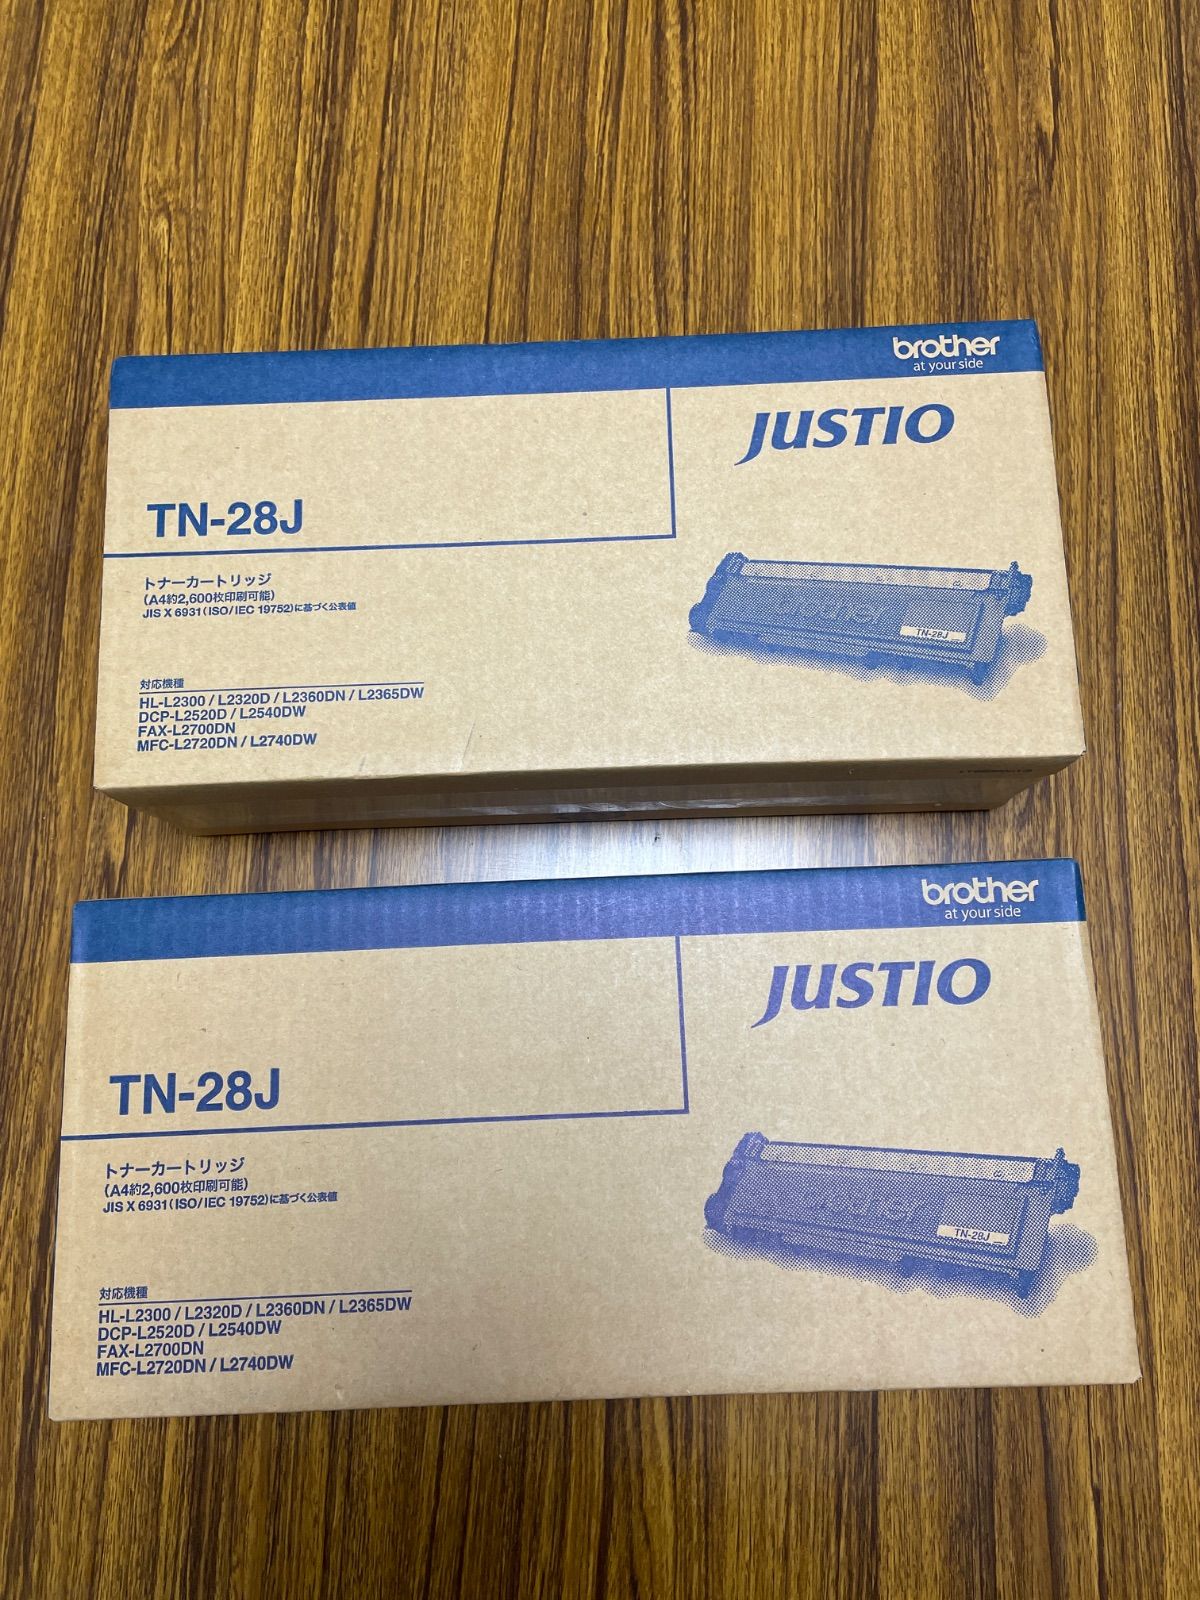 brother
at your side
JUSTIO
TN-28J
トナーカートリッジ
(A4約2,600枚印刷可能)
JIS X 6931(ISO/IEC 19752)に基づく公表値
TN-28J
対応機種
HL-L2300 / L2320D / L2360DN / L2365DW
DCP-L2520D / L2540DW
FAX-L2700DN
MFC-L2720DN / L2740DW
brother
at your side
JUSTIO
TN-28J
トナーカートリッジ
(A4約2,600枚印刷可能)
JIS X 6931(ISO/IEC 19752)に基づく公表値
TN-28J
対応機種
HL-L2300 / L2320D / L2360DN / L2365DW
DCP-L2520D / L2540DW
FAX-L2700DN
MFC-L2720DN / L2740DW